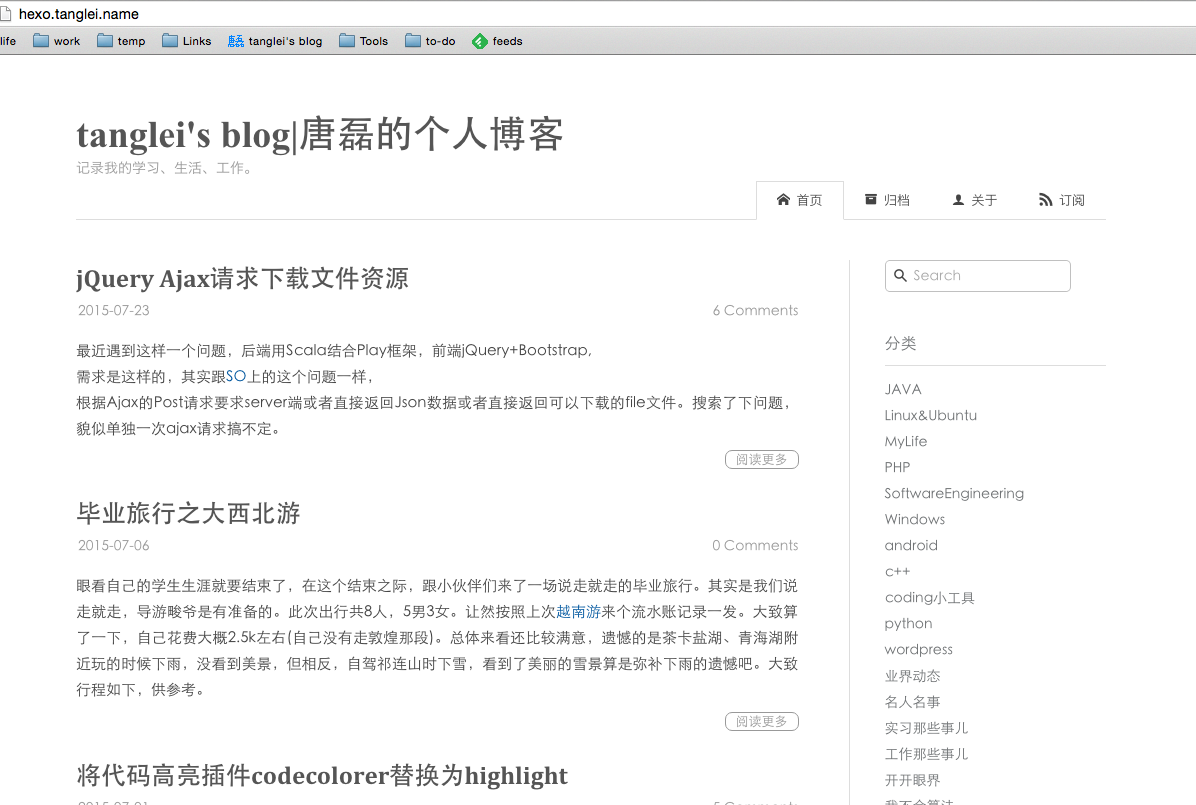 hexo.tanglei.name
life work temp Links tanglei's blog Tools to-do feeds
tanglei's blog|唐磊的个人博客
记录我的学习、生活、工作。
首页 归档 关于 订阅
jQuery Ajax请求下载文件资源
2015-07-23 6 Comments
最近遇到这样一个问题，后端用Scala结合Play框架，前端jQuery+Bootstrap,
需求是这样的，其实跟SO上的这个问题一样，
根据Ajax的Post请求要求server端或者直接返回Json数据或者直接返回可以下载的file文件。搜索了下问题，
貌似单独一次ajax请求搞不定。
阅读更多
毕业旅行之大西北游
2015-07-06 0 Comments
眼看自己的学生生涯就要结束了，在这个结束之际，跟小伙伴们来了一场说走就走的毕业旅行。其实是我们说
走就走，导游畯爷是有准备的。此次出行共8人，5男3女。让然按照上次越南游来个流水账记录一发。大致算
了一下，自己花费大概2.5k左右(自己没有走敦煌那段)。总体来看还比较满意，遗憾的是茶卡盐湖、青海湖附
近玩的时候下雨，没看到美景，但相反，自驾祁连山时下雪，看到了美丽的雪景算是弥补下雨的遗憾吧。大致
行程如下，供参考。
阅读更多
将代码高亮插件codecolorer替换为highlight
2015-07-01 5 Comments
Search
分类
JAVA
Linux&Ubuntu
MyLife
PHP
SoftwareEngineering
Windows
android
c++
coding小工具
python
wordpress
业界动态
名人名事
实习那些事儿
工作那些事儿
开开眼界
我不会算法